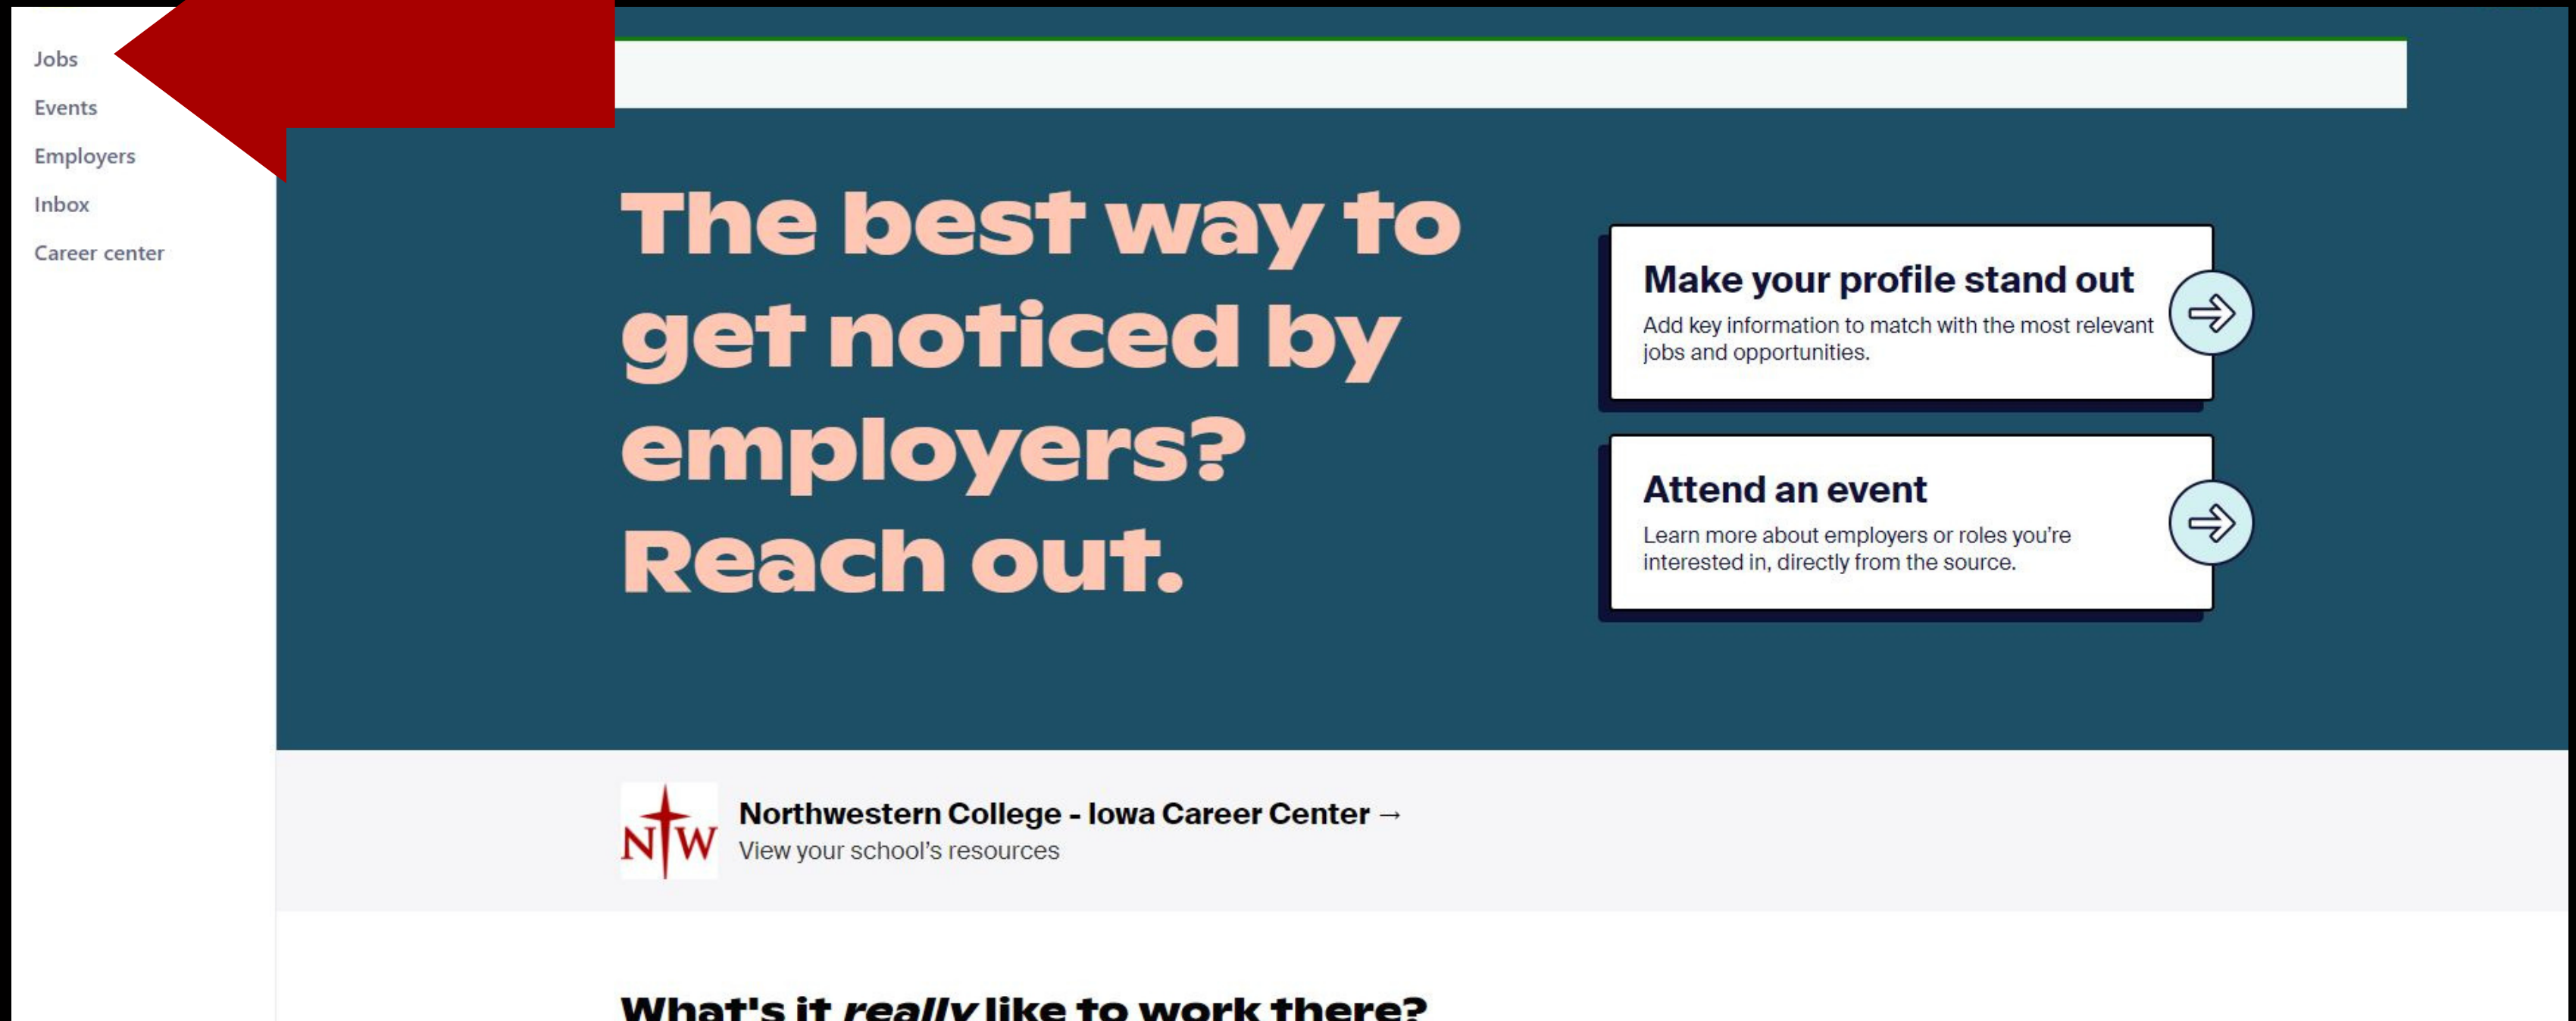 Jobs
Events
Employers
Inbox
Career center
The best way to
get noticed by
employers?
Reach out.
Make your profile stand out
Add key information to match with the most relevant
jobs and opportunities.
Attend an event
Learn more about employers or roles you're
interested in, directly from the source.
NW
Northwestern College - Iowa Career Center →
View your school's resources
What's it really like to work there?